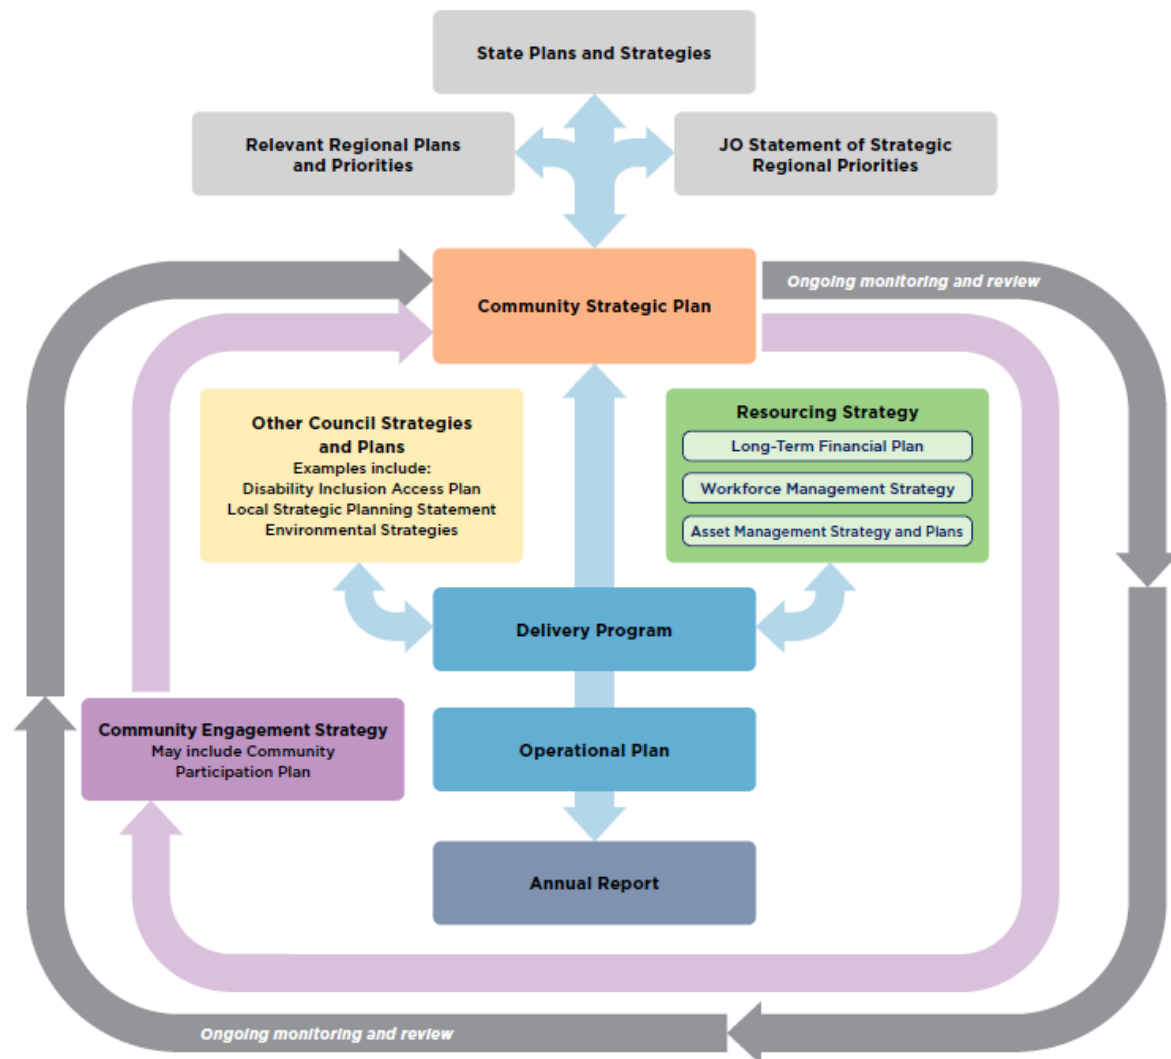 State Plans and Strategies
Relevant Regional Plans
and Priorities
JO Statement of Strategic
Regional Priorities
Community Strategic Plan
Ongoing monitoring and review
Other Council Strategies
and Plans
Examples include:
Disability Inclusion Access Plan
Local Strategic Planning Statement
Environmental Strategies
Resourcing Strategy
Long-Term Financial Plan
Workforce Management Strategy
Asset Management Strategy and Plans
Delivery Program
Community Engagement Strategy
May include Community
Participation Plan
Operational Plan
Annual Report
Ongoing monitoring and review